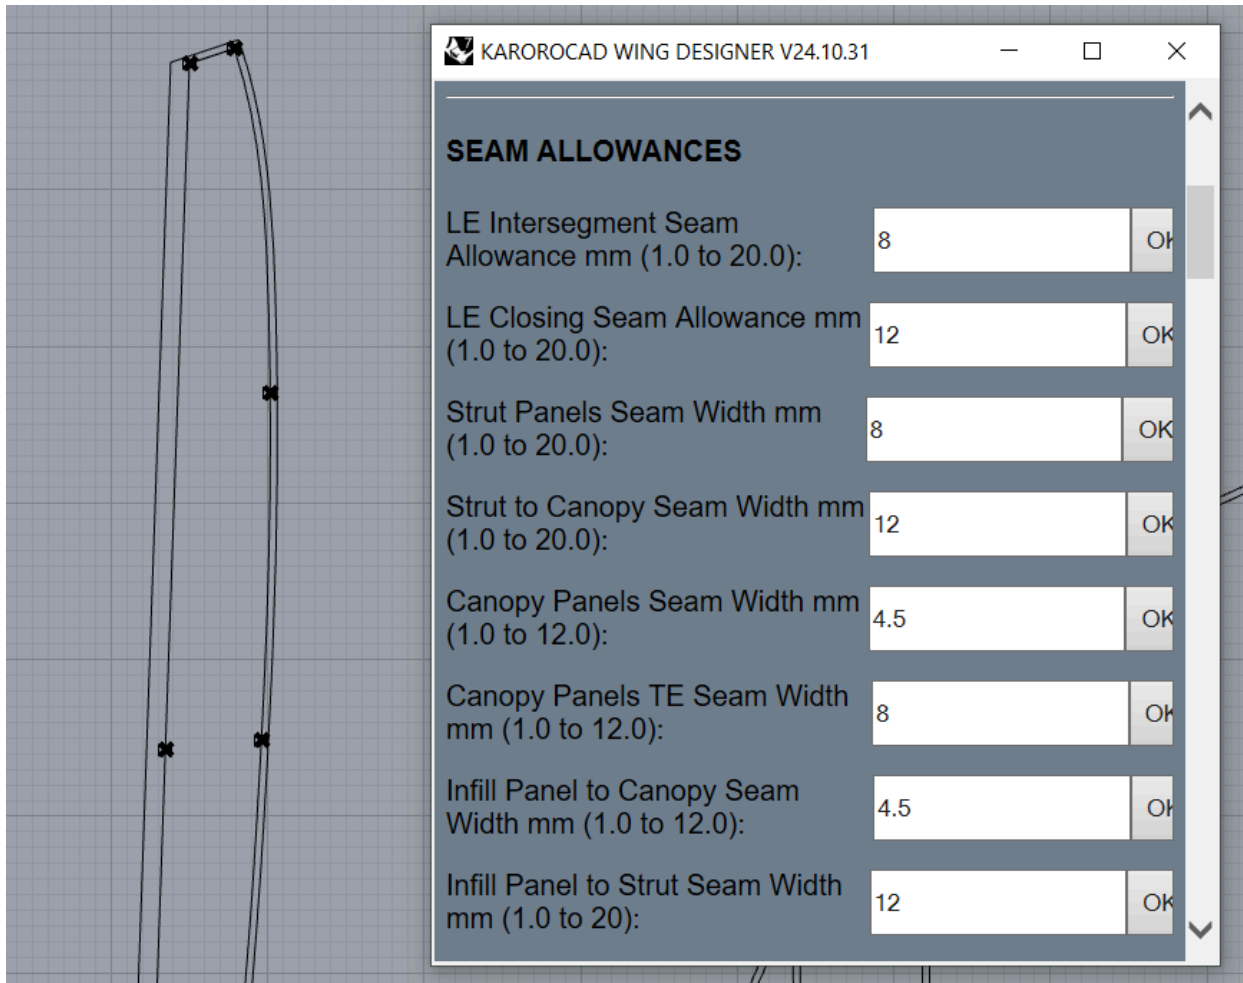 KAROROCAD WING DESIGNER V24.10.31
SEAM ALLOWANCES
LE Intersegment Seam
Allowance mm (1.0 to 20.0):
8
OK
LE Closing Seam Allowance mm
(1.0 to 20.0):
12
OK
Strut Panels Seam Width mm
(1.0 to 20.0):
8
OK
Strut to Canopy Seam Width mm
(1.0 to 20.0):
12
OK
Canopy Panels Seam Width mm
(1.0 to 12.0):
4.5
OK
Canopy Panels TE Seam Width
mm (1.0 to 12.0):
8
OK
Infill Panel to Canopy Seam
Width mm (1.0 to 12.0):
4.5
OK
Infill Panel to Strut Seam Width
mm (1.0 to 20):
12
OK